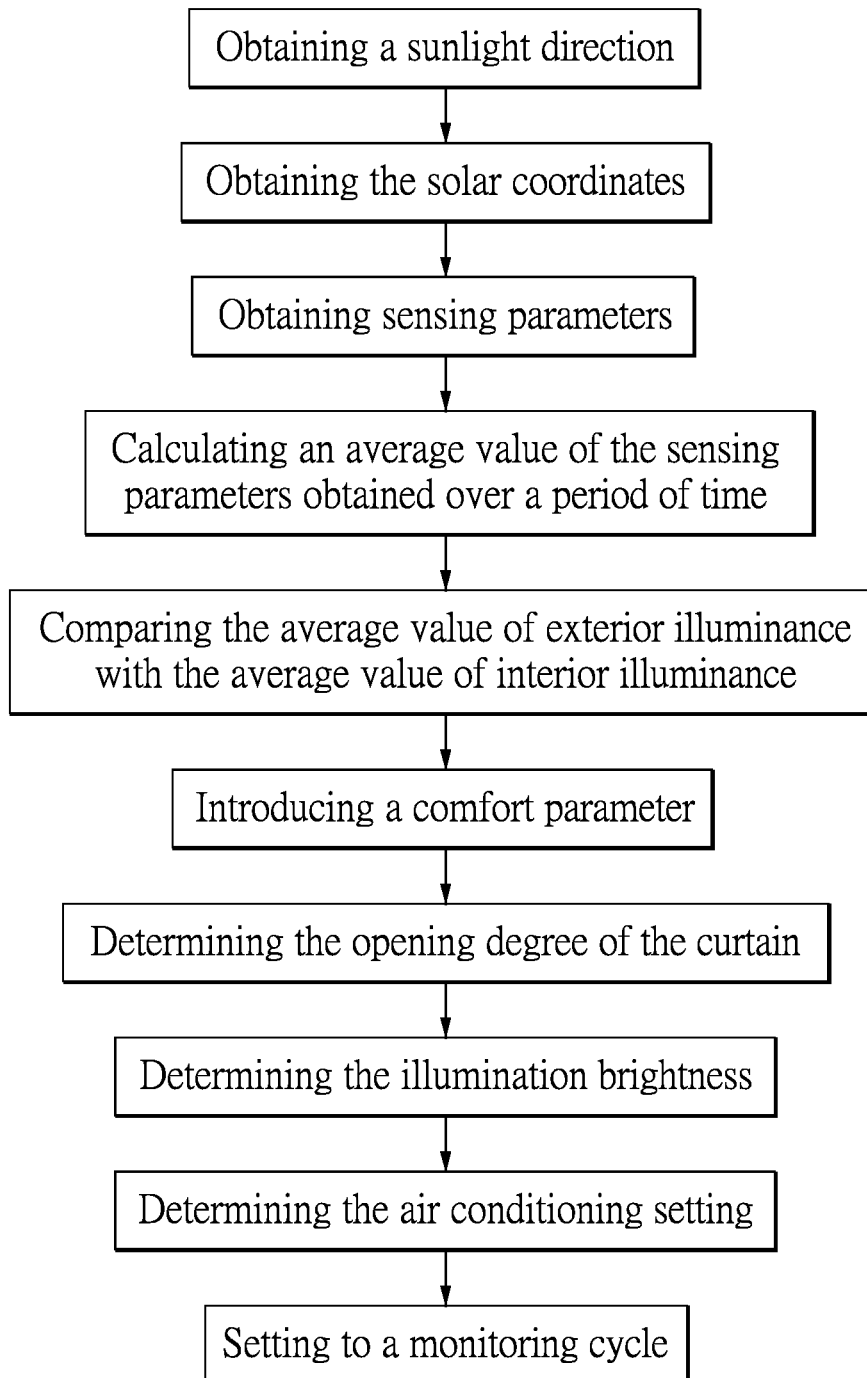 Obtaining a sunlight direction
Obtaining the solar coordinates
Obtaining sensing parameters
Calculating an average value of the sensing
parameters obtained over a period of time
Comparing the average value of exterior illuminance
with the average value of interior illuminance
Introducing a comfort parameter
Determining the opening degree of the curtain
Determining the illumination brightness
Determining the air conditioning setting
Setting to a monitoring cycle